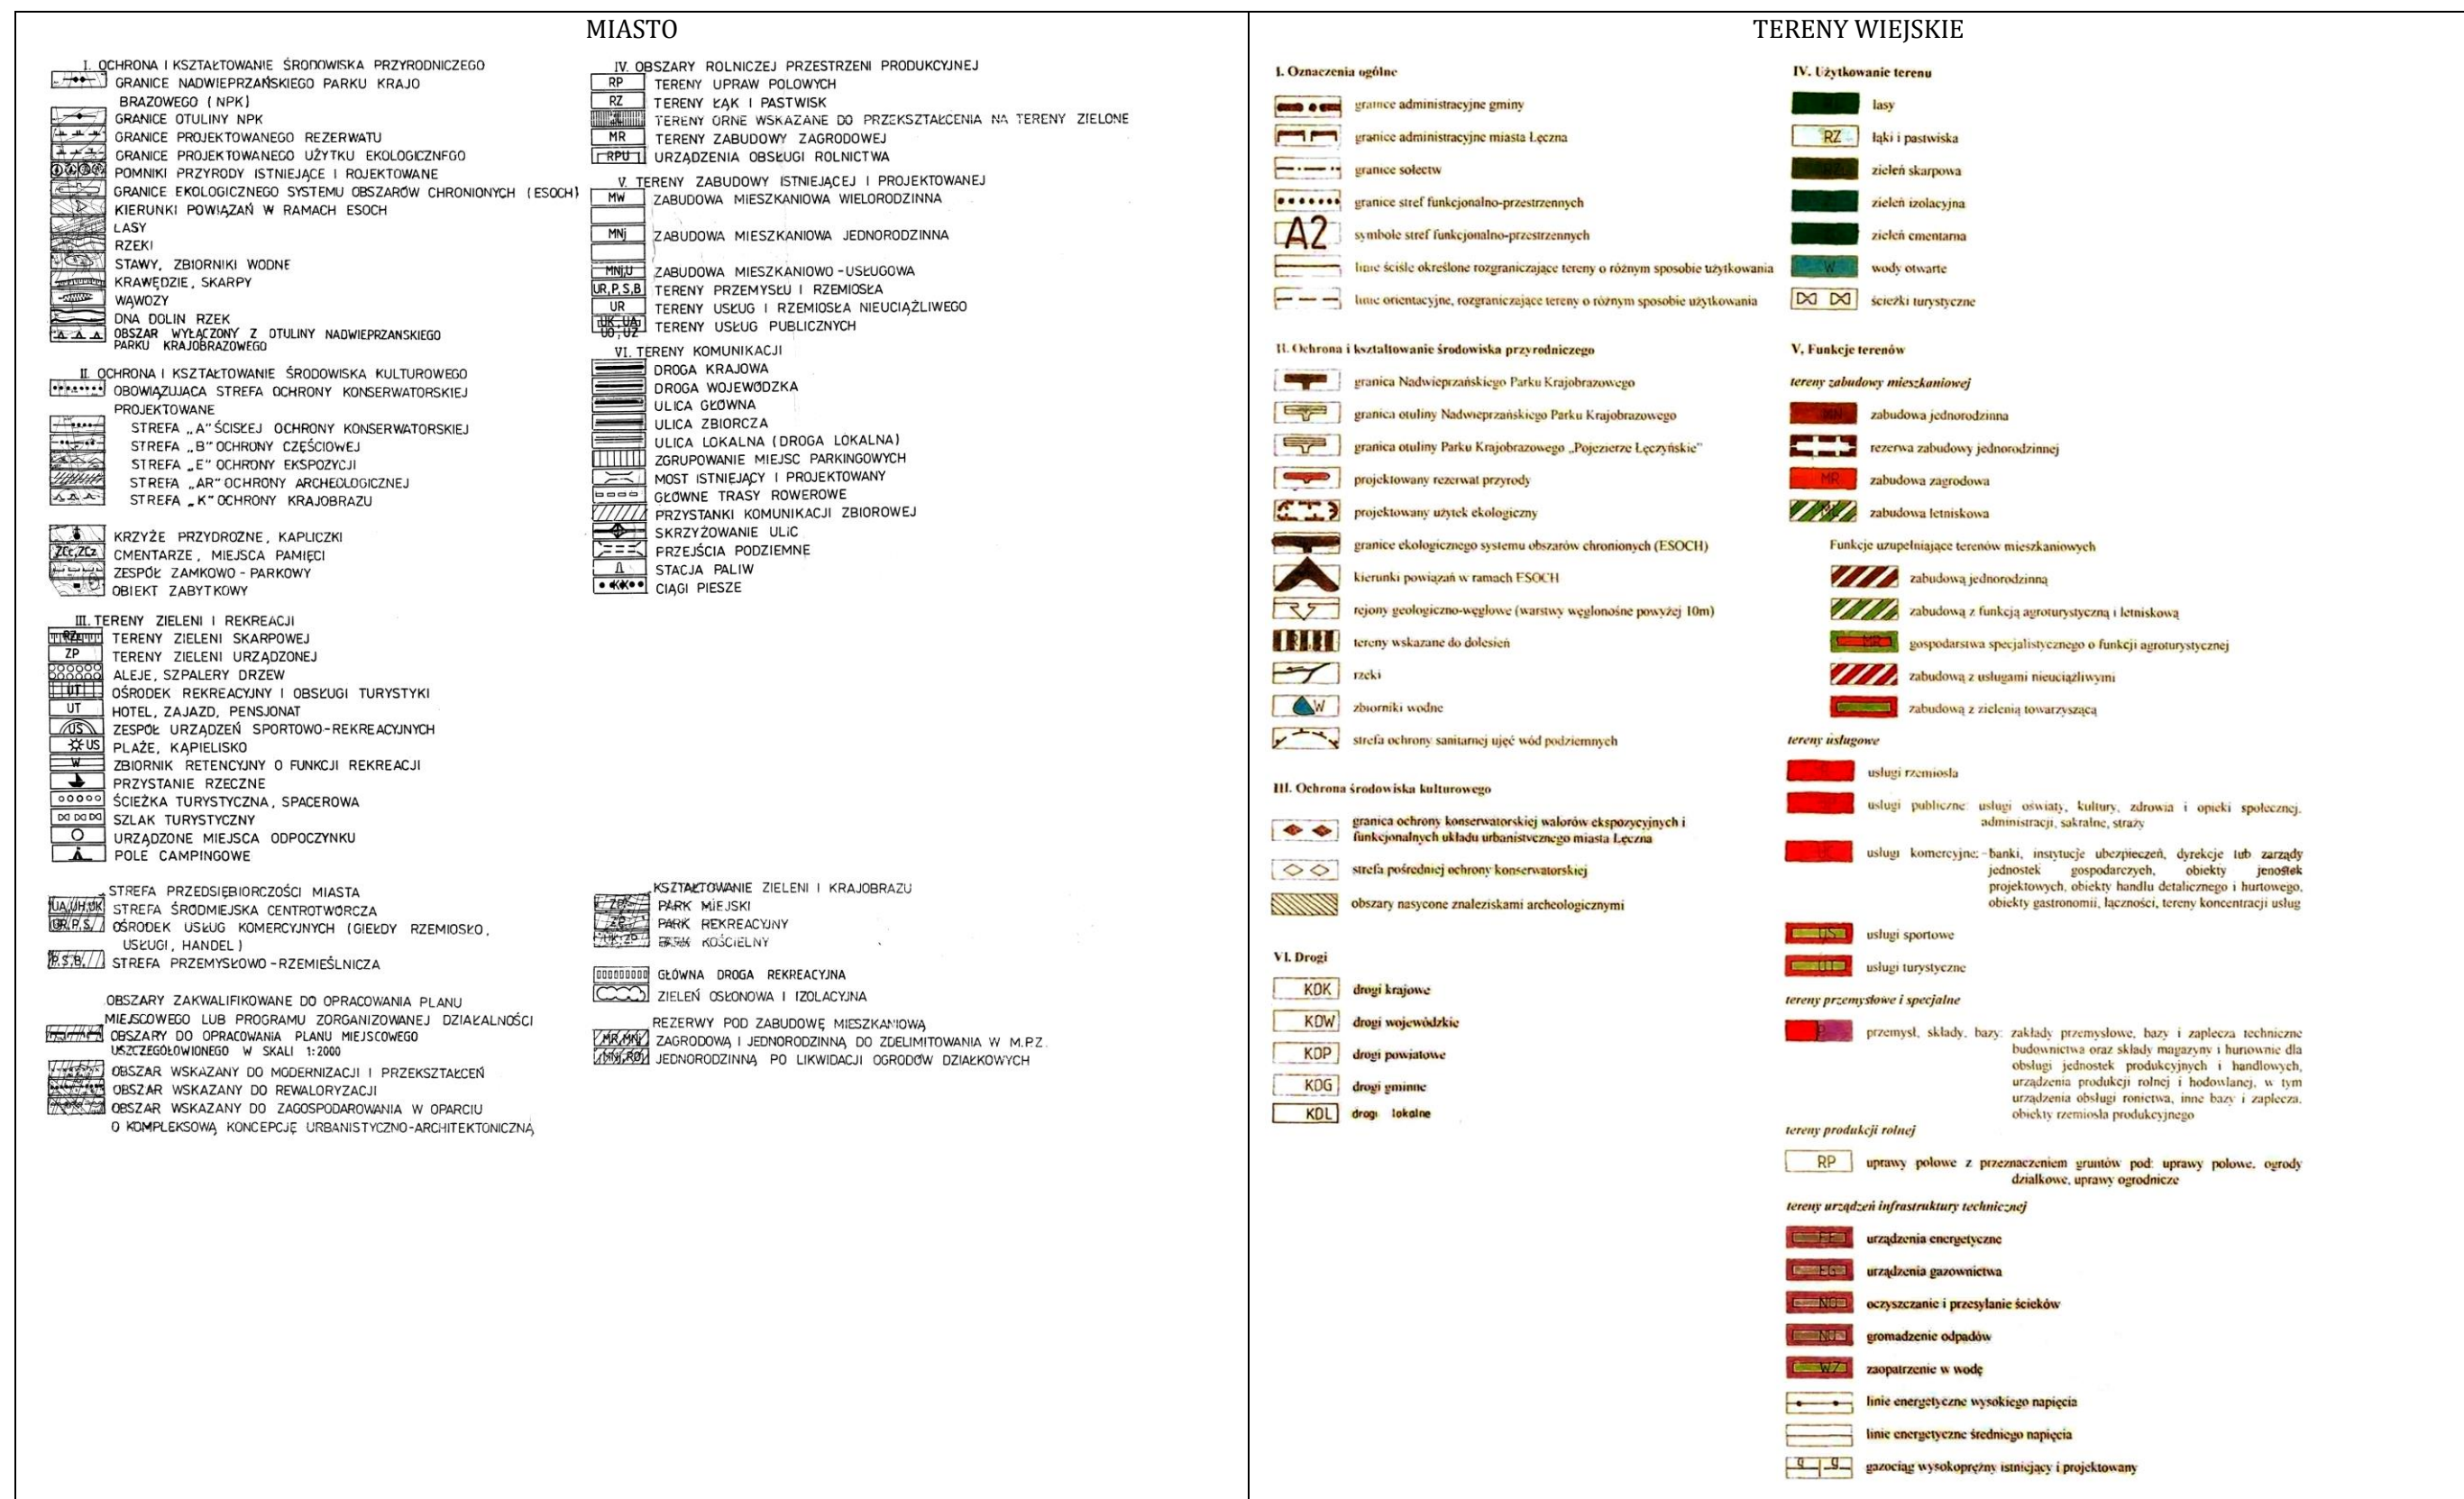 MIASTO
I. OCHRONA I KSZTAŁTOWANIE ŚRODOWISKA PRZYRODNICZEGO
GRANICE NADWIEPRZAŃSKIEGO PARKU KRAJO
BRAZOWEGO (NPK)
GRANICE OTULINY NPK
GRANICE PROJEKTOWANEGO REZERWATU
GRANICE PROJEKTOWANEGO UŻYTKU EKOLOGICZNEGO
POMNIKI PRZYRODY ISTNIEJĄCE I ROJEKTOWANE
GRANICE EKOLOGICZNEGO SYSTEMU OBSZARÓW CHRONIONYCH (ESOCH)
KIERUNKI POWIĄZAŃ W RAMACH ESOCH
LASY
RZEKI
STAWY, ZBIORNIKI WODNE
KRAWĘDZIE, SKARPY
WĄWOZY
DNA DOLIN RZEK
OBSZAR WYŁĄCZONY Z OTULINY NADWIEPRZANSKIEGO
PARKU KRAJOBRAZOWEGO
II. OCHRONA I KSZTAŁTOWANIE ŚRODOWISKA KULTUROWEGO
OBOWIĄZUJACA STREFA OCHRONY KONSERWATORSKIEJ
PROJEKTOWANE
STREFA „A" ŚCISŁEJ OCHRONY KONSERWATORSKIEJ
STREFA „B" OCHRONY CZĘŚCIOWEJ
STREFA „E" OCHRONY EKSPOZYCJI
STREFA „AR" OCHRONY ARCHEOLOGICZNEJ
STREFA „K" OCHRONY KRAJOBRAZU
KRZYŻE PRZYDROŻNE, KAPLICZKI
ZCc,ZCz CMENTARZE, MIEJSCA PAMIĘCI
ZESPÓŁ ZAMKOWO - PARKOWY
OBIEKT ZABYTKOWY
III. TERENY ZIELENI I REKREACJI
RZL TERENY ZIELENI SKARPOWEJ
ZP TERENY ZIELENI URZĄDZONEJ
ALEJE, SZPALERY DRZEW
UT OŚRODEK REKREACYJNY I OBSŁUGI TURYSTYKI
UT HOTEL, ZAJAZD, PENSJONAT
US ZESPÓŁ URZĄDZEŃ SPORTOWO-REKREACYJNYCH
US PLAŻE, KĄPIELISKO
W ZBIORNIK RETENCYJNY O FUNKCJI REKREACJI
PRZYSTANIE RZECZNE
ŚCIEŻKA TURYSTYCZNA, SPACEROWA
SZLAK TURYSTYCZNY
URZĄDZONE MIEJSCA ODPOCZYNKU
POLE CAMPINGOWE
STREFA PRZEDSIĘBIORCZOŚCI MIASTA
UA,UH,UK STREFA ŚRODMIEJSKA CENTROTWÓRCZA
UR,P,S, OŚRODEK USŁUG KOMERCYJNYCH (GIEŁDY RZEMIOSŁO,
USŁUGI, HANDEL)
P,S,B, STREFA PRZEMYSŁOWO - RZEMIEŚLNICZA
OBSZARY ZAKWALIFIKOWANE DO OPRACOWANIA PLANU
MIEJSCOWEGO LUB PROGRAMU ZORGANIZOWANEJ DZIAŁALNOŚCI
OBSZARY DO OPRACOWANIA PLANU MIEJSCOWEGO
USZCZEGÓŁOWIONEGO W SKALI 1:2000
OBSZAR WSKAZANY DO MODERNIZACJI I PRZEKSZTAŁCEŃ
OBSZAR WSKAZANY DO REWALORYZACJI
OBSZAR WSKAZANY DO ZAGOSPODAROWANIA W OPARCIU
O KOMPLEKSOWĄ KONCEPCJĘ URBANISTYCZNO-ARCHITEKTONICZNĄ
IV. OBSZARY ROLNICZEJ PRZESTRZENI PRODUKCYJNEJ
RP TERENY UPRAW POLOWYCH
RZ TERENY ŁĄK I PASTWISK
TERENY ORNE WSKAZANE DO PRZEKSZTAŁCENIA NA TERENY ZIELONE
MR TERENY ZABUDOWY ZAGRODOWEJ
RPU URZĄDZENIA OBSŁUGI ROLNICTWA
V. TERENY ZABUDOWY ISTNIEJĄCEJ I PROJEKTOWANEJ
MW ZABUDOWA MIESZKANIOWA WIELORODZINNA
MNj ZABUDOWA MIESZKANIOWA JEDNORODZINNA
MNj,U ZABUDOWA MIESZKANIOWO - USŁUGOWA
UR,P,S,B TERENY PRZEMYSŁU I RZEMIOSŁA
UR TERENY USŁUG I RZEMIOSŁA NIEUCIĄŻLIWEGO
UK,UA UO,UZ TERENY USŁUG PUBLICZNYCH
VI. TERENY KOMUNIKACJI
DROGA KRAJOWA
DROGA WOJEWÓDZKA
ULICA GŁÓWNA
ULICA ZBIORCZA
ULICA LOKALNA (DROGA LOKALNA)
ZGRUPOWANIE MIEJSC PARKINGOWYCH
MOST ISTNIEJĄCY I PROJEKTOWANY
GŁÓWNE TRASY ROWEROWE
PRZYSTANKI KOMUNIKACJI ZBIOROWEJ
SKRZYŻOWANIE ULIC
PRZEJŚCIA PODZIEMNE
STACJA PALIW
KX CIĄGI PIESZE
KSZTAŁTOWANIE ZIELENI I KRAJOBRAZU
ZP PARK MIEJSKI
ZP PARK REKREACYJNY
UK,ZP PARK KOŚCIELNY
GŁÓWNA DROGA REKREACYJNA
ZIELEŃ OSŁONOWA I IZOLACYJNA
REZERWY POD ZABUDOWĘ MIESZKANIOWĄ
MR,MNj ZAGRODOWĄ I JEDNORODZINNĄ DO ZDELIMITOWANIA W M.P.Z.
MNj,RO JEDNORODZINNĄ PO LIKWIDACJI OGRODÓW DZIAŁKOWYCH
TERENY WIEJSKIE
I. Oznaczenia ogólne
granice administracyjne gminy
granice administracyjne miasta Łęczna
granice sołectw
granice stref funkcjonalno-przestrzennych
A2 symbole stref funkcjonalno-przestrzennych
linie ściśle określone rozgraniczające tereny o różnym sposobie użytkowania
linie orientacyjne, rozgraniczające tereny o różnym sposobie użytkowania
II. Ochrona i kształtowanie środowiska przyrodniczego
granica Nadwieprzańskiego Parku Krajobrazowego
granica otuliny Nadwieprzańskiego Parku Krajobrazowego
granica otuliny Parku Krajobrazowego „Pojezierze Łęczyńskie"
projektowany rezerwat przyrody
projektowany użytek ekologiczny
granice ekologicznego systemu obszarów chronionych (ESOCH)
kierunki powiązań w ramach ESOCH
rejony geologiczno-węglowe (warstwy węglonośne powyżej 10m)
tereny wskazane do dolesień
rzeki
W zbiorniki wodne
strefa ochrony sanitarnej ujęć wód podziemnych
III. Ochrona środowiska kulturowego
granica ochrony konserwatorskiej walorów ekspozycyjnych i
funkcjonalnych układu urbanistycznego miasta Łęczna
strefa pośredniej ochrony konserwatorskiej
obszary nasycone znaleziskami archeologicznymi
VI. Drogi
KDK drogi krajowe
KDW drogi wojewódzkie
KDP drogi powiatowe
KDG drogi gminne
KDL drogi lokalne
IV. Użytkowanie terenu
lasy
RZ łąki i pastwiska
zieleń skarpowa
zieleń izolacyjna
zieleń cmentarna
W wody otwarte
ścieżki turystyczne
V. Funkcje terenów
tereny zabudowy mieszkaniowej
MN zabudowa jednorodzinna
rezerwa zabudowy jednorodzinnej
MR zabudowa zagrodowa
ML zabudowa letniskowa
Funkcje uzupełniające terenów mieszkaniowych
zabudową jednorodzinną
zabudową z funkcją agroturystyczną i letniskową
MR gospodarstwa specjalistycznego o funkcji agroturystycznej
zabudową z usługami nieuciążliwymi
zabudową z zielenią towarzyszącą
tereny usługowe
usługi rzemiosła
usługi publiczne: usługi oświaty, kultury, zdrowia i opieki społecznej,
administracji, sakralne, straży
usługi komercyjne: - banki, instytucje ubezpieczeń, dyrekcje lub zarządy
jednostek gospodarczych, obiekty jenostek
projektowych, obiekty handlu detalicznego i hurtowego,
obiekty gastronomii, łączności, tereny koncentracji usług
US usługi sportowe
UT usługi turystyczne
tereny przemysłowe i specjalne
P przemysł, składy, bazy: zakłady przemysłowe, bazy i zaplecza techniczne
budownictwa oraz składy magazyny i hurtownie dla
obsługi jednostek produkcyjnych i handlowych,
urządzenia produkcji rolnej i hodowlanej, w tym
urządzenia obsługi ronictwa, inne bazy i zaplecza,
obiekty rzemiosła produkcyjnego
tereny produkcji rolnej
RP uprawy polowe z przeznaczeniem gruntów pod: uprawy polowe, ogrody
działkowe, uprawy ogrodnicze
tereny urządzeń infrastruktury technicznej
EE urządzenia energetyczne
EG urządzenia gazownictwa
NO oczyszczanie i przesyłanie ścieków
NU gromadzenie odpadów
WZ zaopatrzenie w wodę
linie energetyczne wysokiego napięcia
linie energetyczne średniego napięcia
g g gazociąg wysokoprężny istniejący i projektowany